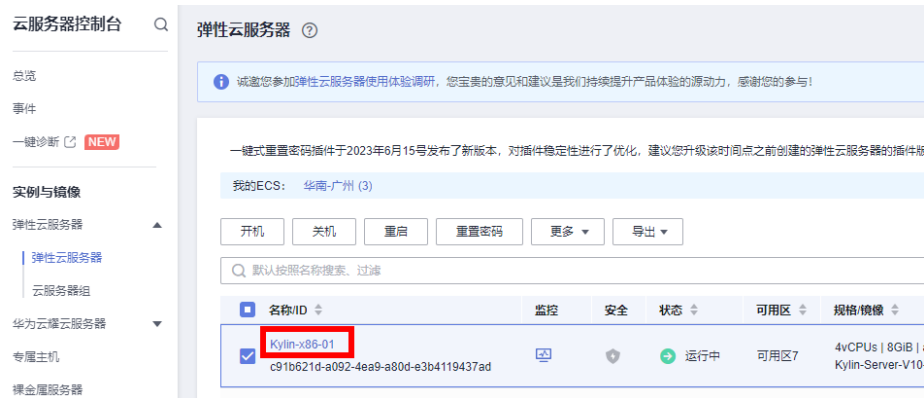 云服务器控制台
总览
事件
一键诊断 NEW
实例与镜像
弹性云服务器
弹性云服务器
云服务器组
华为云耀云服务器
专属主机
裸金属服务器
弹性云服务器
诚邀您参加弹性云服务器使用体验调研，您宝贵的意见和建议是我们持续提升产品体验的源动力，感谢您的参与！
一键式重置密码插件于2023年6月15号发布了新版本，对插件稳定性进行了优化，建议您升级该时间点之前创建的弹性云服务器的插件版
我的ECS： 华南-广州 (3)
开机 关机 重启 重置密码 更多 导出
默认按照名称搜索、过滤
名称/ID 监控 安全 状态 可用区 规格/镜像
Kylin-x86-01
c91b621d-a092-4ea9-a80d-e3b4119437ad
运行中 可用区7
4vCPUs | 8GiB |
Kylin-Server-V10-